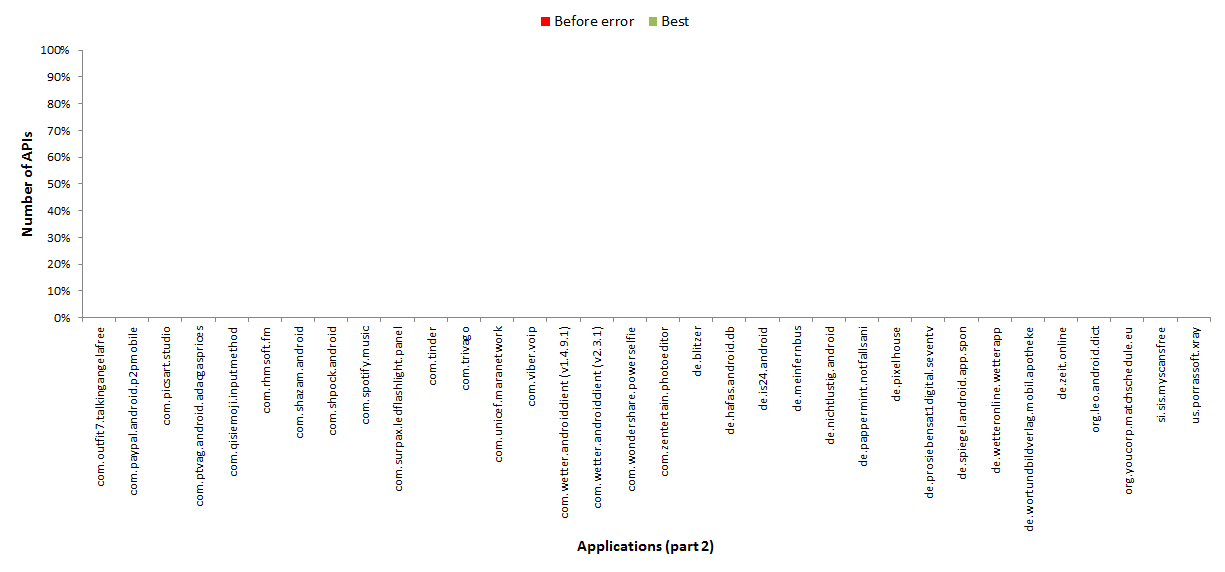 Before error
Best
100%
90%
80%
70%
60%
50%
40%
30%
20%
10%
0%
Number of APIs
com.outfit7.talkingangelafree
com.paypal.android.p2pmobile
com.picsart.studio
com.ptvag.android.adacgasprices
com.qisiemoji.inputmethod
com.rhmsoft.fm
com.shazam.android
com.shpock.android
com.spotify.music
com.surpax.ledflashlight.panel
com.tinder
com.trivago
com.unicef.maranetwork
com.viber.voip
com.wetter.androiddient (v1.4.9.1)
com.wetter.androiddient (v2.3.1)
com.wondershare.powerselfie
com.zentertain.photoeditor
de.blitzer
de.hafas.android.db
de.is24.android
de.meinfernbus
de.nichtlustig.android
de.pappermint.notfallsani
de.pixelhouse
de.prosiebensat1digital.seventv
de.spiegel.android.app.spon
de.wetteronline.wetterapp
de.wortundbildverlag.mobil.apotheke
de.zeit.online
org.leo.android.dict
org.youcorp.matchschedule.eu
si.sis.myscansfree
us.porrassoft.xray
Applications (part 2)